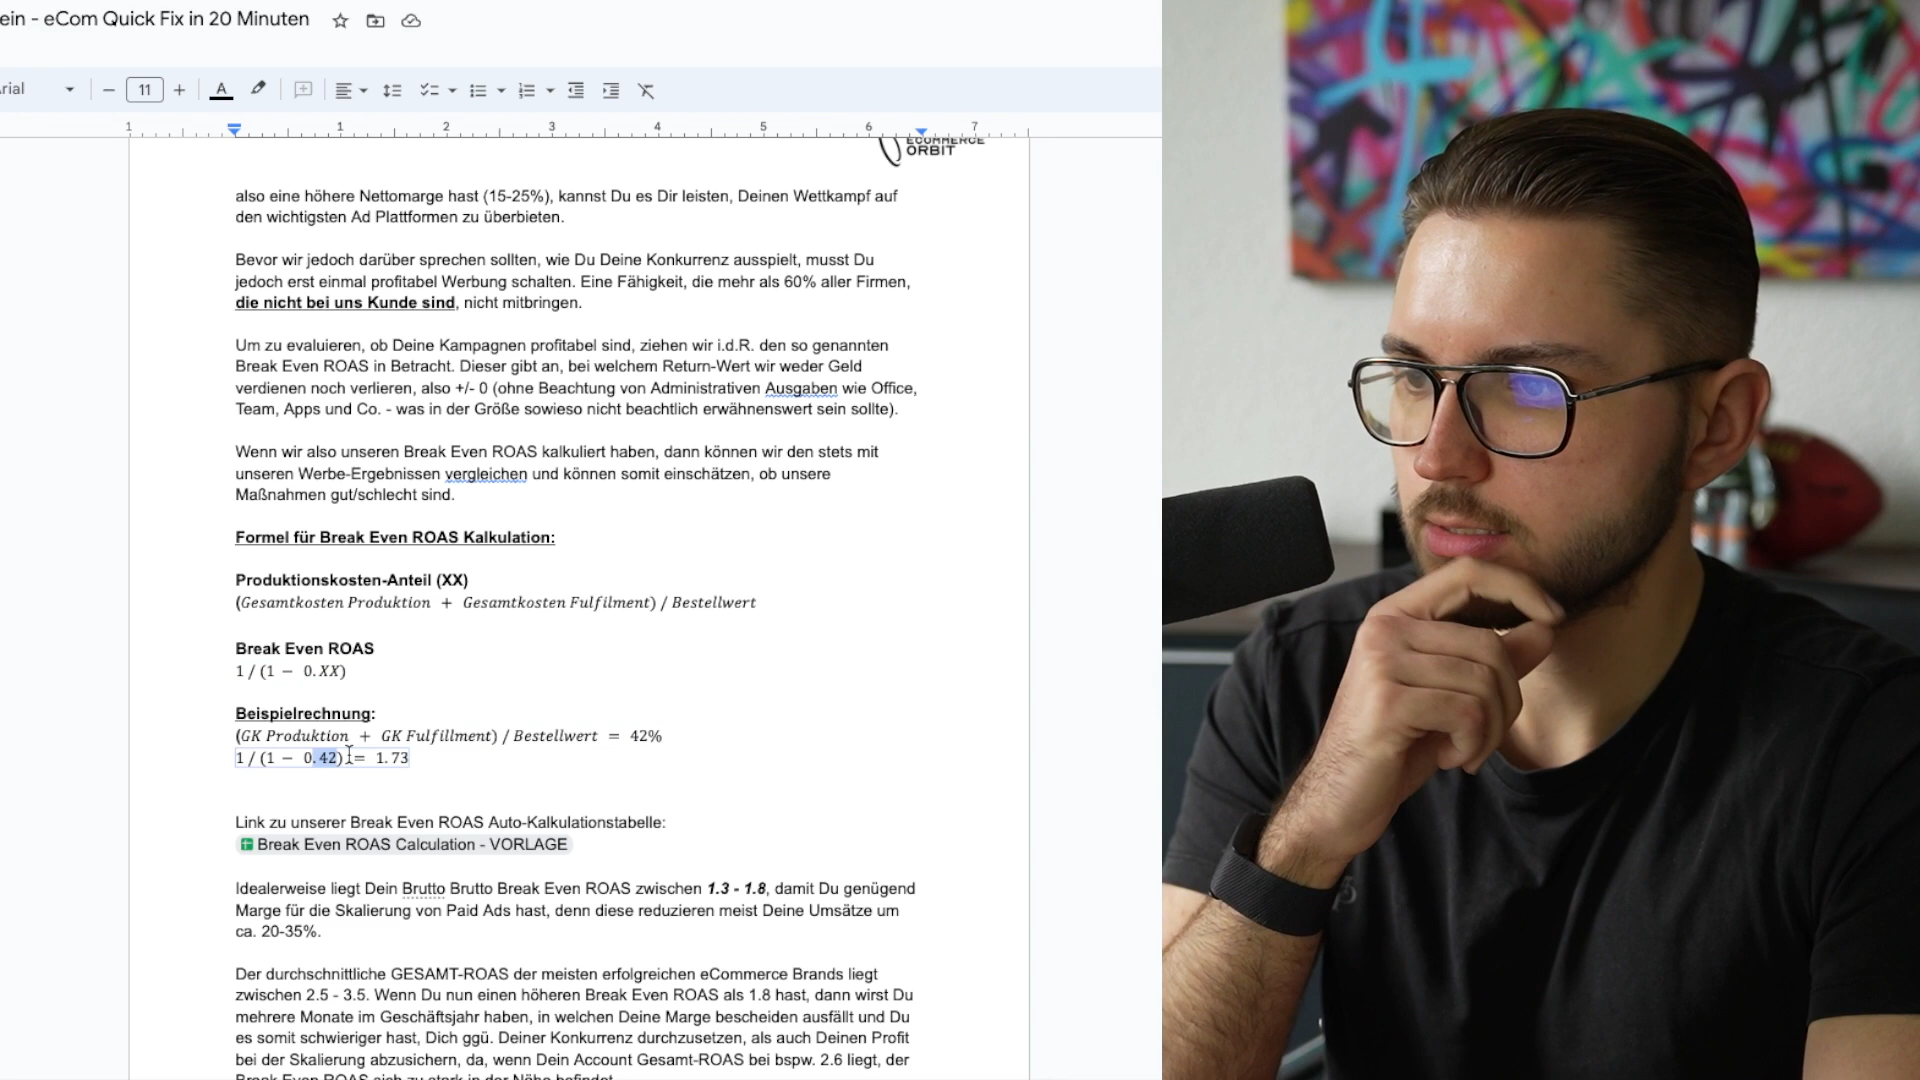 ein - eCom Quick Fix in 20 Minuten
rial
11
1 1 2 3 4 5 6 7
ECOMMERCE
ORBIT
also eine höhere Nettomarge hast (15-25%), kannst Du es Dir leisten, Deinen Wettkampf auf
den wichtigsten Ad Plattformen zu überbieten.
Bevor wir jedoch darüber sprechen sollten, wie Du Deine Konkurrenz ausspielt, musst Du
jedoch erst einmal profitabel Werbung schalten. Eine Fähigkeit, die mehr als 60% aller Firmen,
die nicht bei uns Kunde sind, nicht mitbringen.
Um zu evaluieren, ob Deine Kampagnen profitabel sind, ziehen wir i.d.R. den so genannten
Break Even ROAS in Betracht. Dieser gibt an, bei welchem Return-Wert wir weder Geld
verdienen noch verlieren, also +/- 0 (ohne Beachtung von Administrativen Ausgaben wie Office,
Team, Apps und Co. - was in der Größe sowieso nicht beachtlich erwähnenswert sein sollte).
Wenn wir also unseren Break Even ROAS kalkuliert haben, dann können wir den stets mit
unseren Werbe-Ergebnissen vergleichen und können somit einschätzen, ob unsere
Maßnahmen gut/schlecht sind.
Formel für Break Even ROAS Kalkulation:
Produktionskosten-Anteil (XX)
(Gesamtkosten Produktion + Gesamtkosten Fulfilment) / Bestellwert
Break Even ROAS
1 / (1 − 0.XX)
Beispielrechnung:
(GK Produktion + GK Fulfillment) / Bestellwert = 42%
1 / (1 − 0.42) = 1.73
Link zu unserer Break Even ROAS Auto-Kalkulationstabelle:
Break Even ROAS Calculation - VORLAGE
Idealerweise liegt Dein Brutto Brutto Break Even ROAS zwischen 1.3 - 1.8, damit Du genügend
Marge für die Skalierung von Paid Ads hast, denn diese reduzieren meist Deine Umsätze um
ca. 20-35%.
Der durchschnittliche GESAMT-ROAS der meisten erfolgreichen eCommerce Brands liegt
zwischen 2.5 - 3.5. Wenn Du nun einen höheren Break Even ROAS als 1.8 hast, dann wirst Du
mehrere Monate im Geschäftsjahr haben, in welchen Deine Marge bescheiden ausfällt und Du
es somit schwieriger hast, Dich ggü. Deiner Konkurrenz durchzusetzen, als auch Deinen Profit
bei der Skalierung abzusichern, da, wenn Dein Account Gesamt-ROAS bei bspw. 2.6 liegt, der
Break Even ROAS sich zu stark in der Nähe befindet.